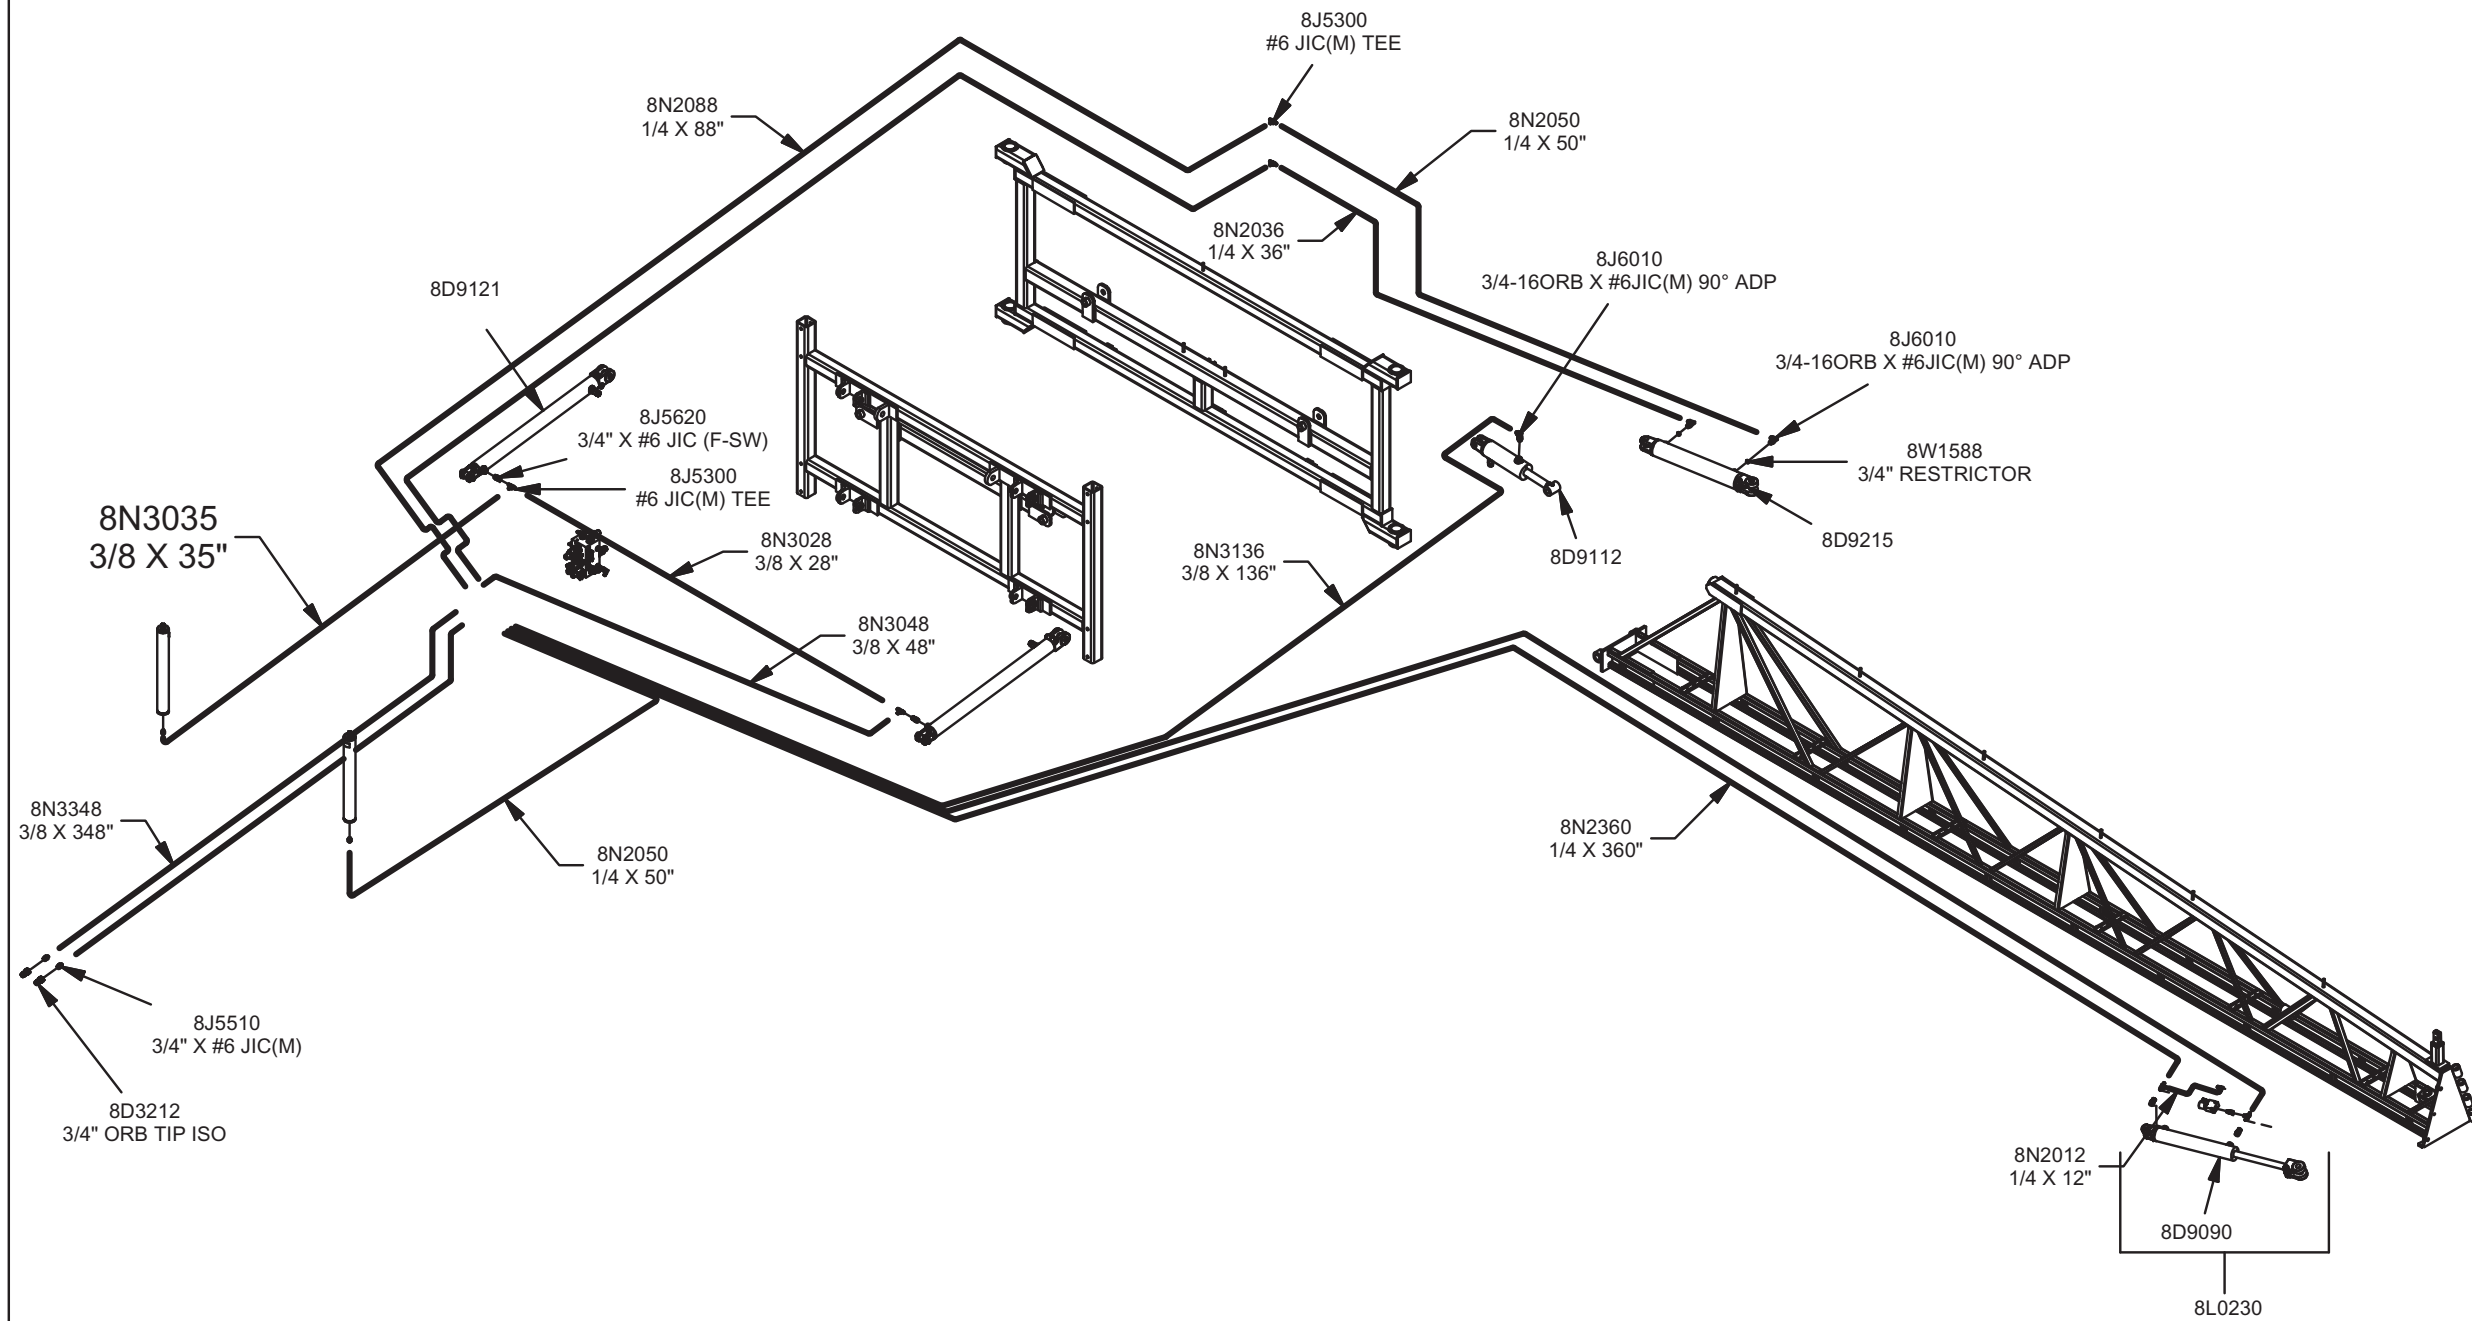 8J5300
#6 JIC(M) TEE
8N2088
1/4 X 88"
8N2050
1/4 X 50"
8N2036
1/4 X 36"
8J6010
3/4-16ORB X #6JIC(M) 90° ADP
8D9121
8J6010
3/4-16ORB X #6JIC(M) 90° ADP
8J5620
3/4" X #6 JIC (F-SW)
8W1588
3/4" RESTRICTOR
8J5300
#6 JIC(M) TEE
8N3035
3/8 X 35"
8D9215
8N3028
3/8 X 28"
8N3136
3/8 X 136"
8D9112
8N3048
3/8 X 48"
8N3348
3/8 X 348"
8N2050
1/4 X 50"
8N2360
1/4 X 360"
8J5510
3/4" X #6 JIC(M)
8D3212
3/4" ORB TIP ISO
8N2012
1/4 X 12"
8D9090
8L0230